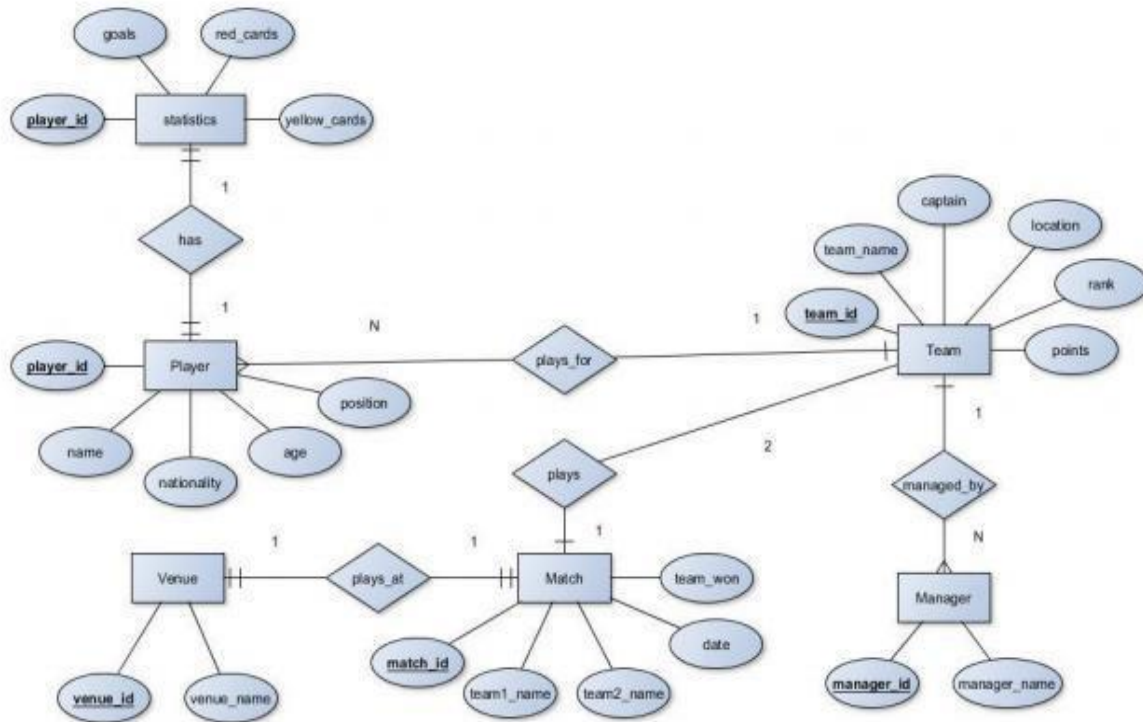 goals
red_cards
player_id
statistics
yellow_cards
1
has
1
captain
location
team_name
rank
team_id
Team
points
N
plays_for
1
player_id
Player
position
name
nationality
age
plays
2
1
managed_by
N
1
Venue
1
plays_at
1
Match
team_won
Manager
match_id
date
venue_id
venue_name
team1_name
team2_name
manager_id
manager_name